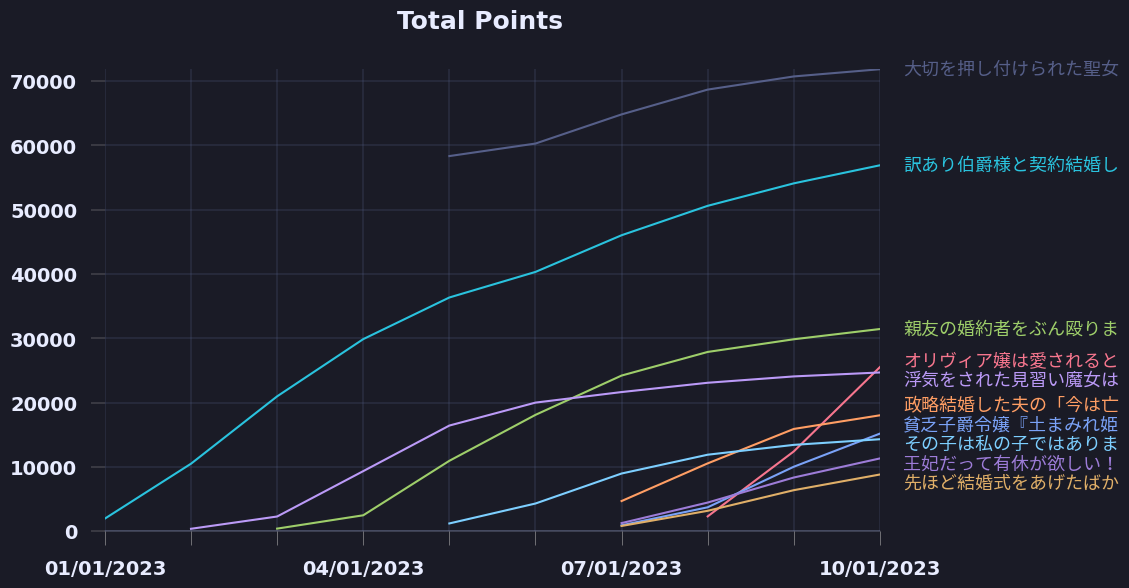 Total Points
70000
60000
50000
40000
30000
20000
10000
0
01/01/2023
04/01/2023
07/01/2023
10/01/2023
大切を押し付けられた聖女
訳あり伯爵様と契約結婚し
親友の婚約者をぶん殴りま
オリヴィア嬢は愛されると
浮気をされた見習い魔女は
政略結婚した夫の「今は亡
貧乏子爵令嬢『土まみれ姫
その子は私の子ではありま
王妃だって有休が欲しい！
先ほど結婚式をあげたばか